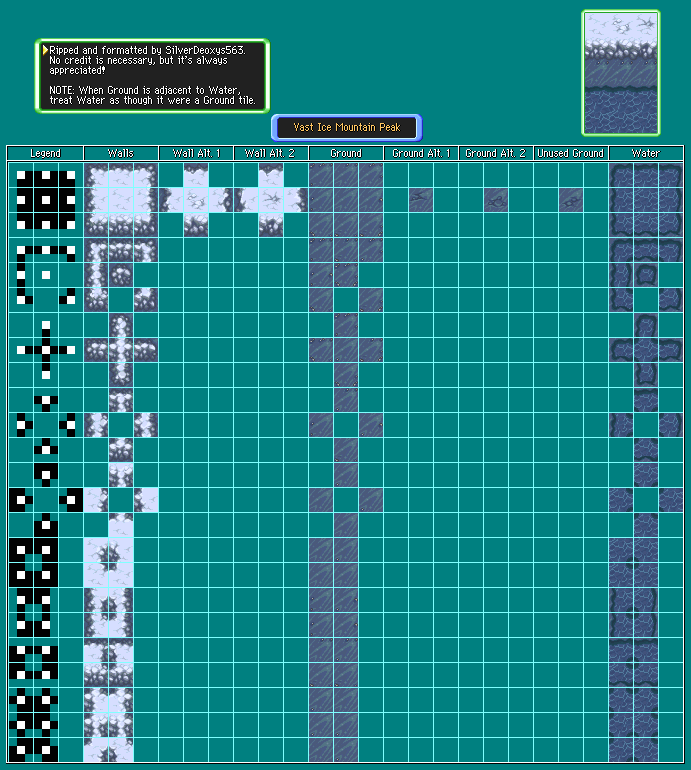 Ripped and formatted by SilverDeoxys563.
No credit is necessary, but it's always
appreciated!
NOTE: When Ground is adjacent to Water,
treat Water as though it were a Ground tile.
Vast Ice Mountain Peak
Legend Walls Wall Alt. 1 Wall Alt. 2 Ground Ground Alt. 1 Ground Alt. 2 Unused Ground Water